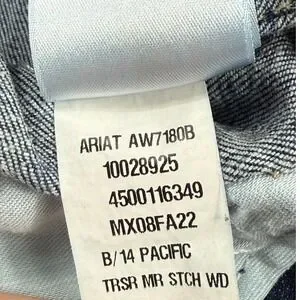 ARIAT AW7180B
10028925
4500116349
MX08FA22
B/14 PACIFIC
TRSR MR STCH WD